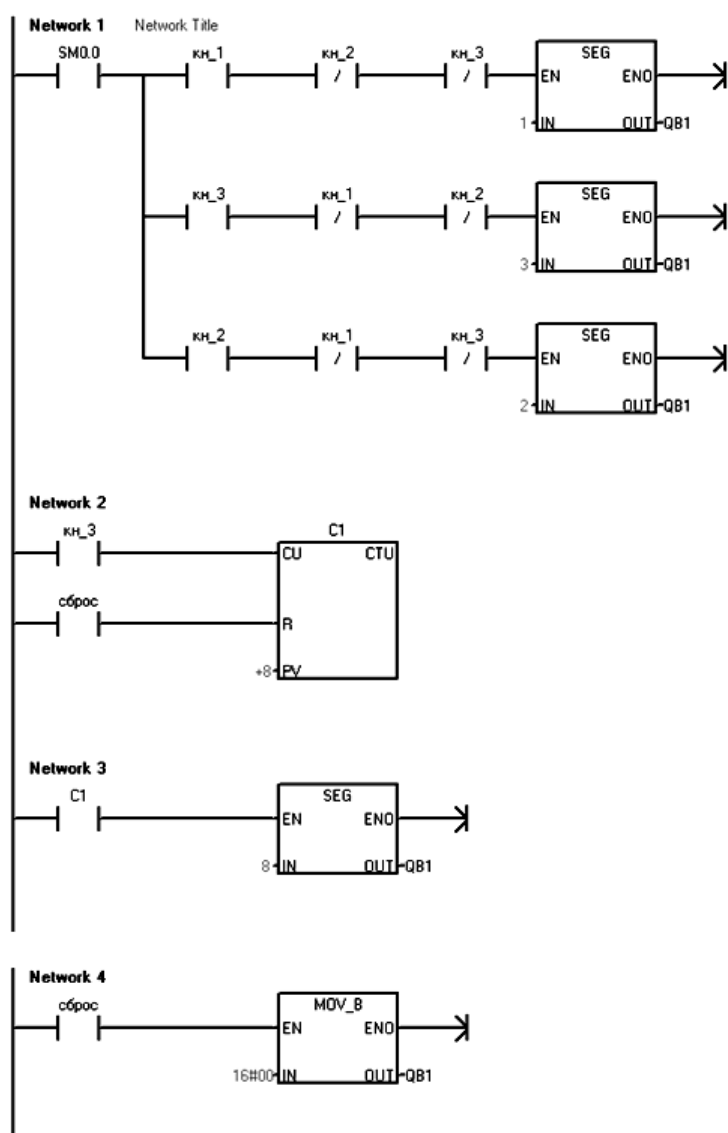 Network 1 Network Title
SM0.0 кн_1 кн_2 кн_3 SEG
EN ENO
1 IN OUT QB1
кн_3 кн_1 кн_2 SEG
EN ENO
3 IN OUT QB1
кн_2 кн_1 кн_3 SEG
EN ENO
2 IN OUT QB1
Network 2
кн_3 C1
CU CTU
сброс
R
+8 PV
Network 3
C1 SEG
EN ENO
8 IN OUT QB1
Network 4
сброс MOV_B
EN ENO
16#00 IN OUT QB1